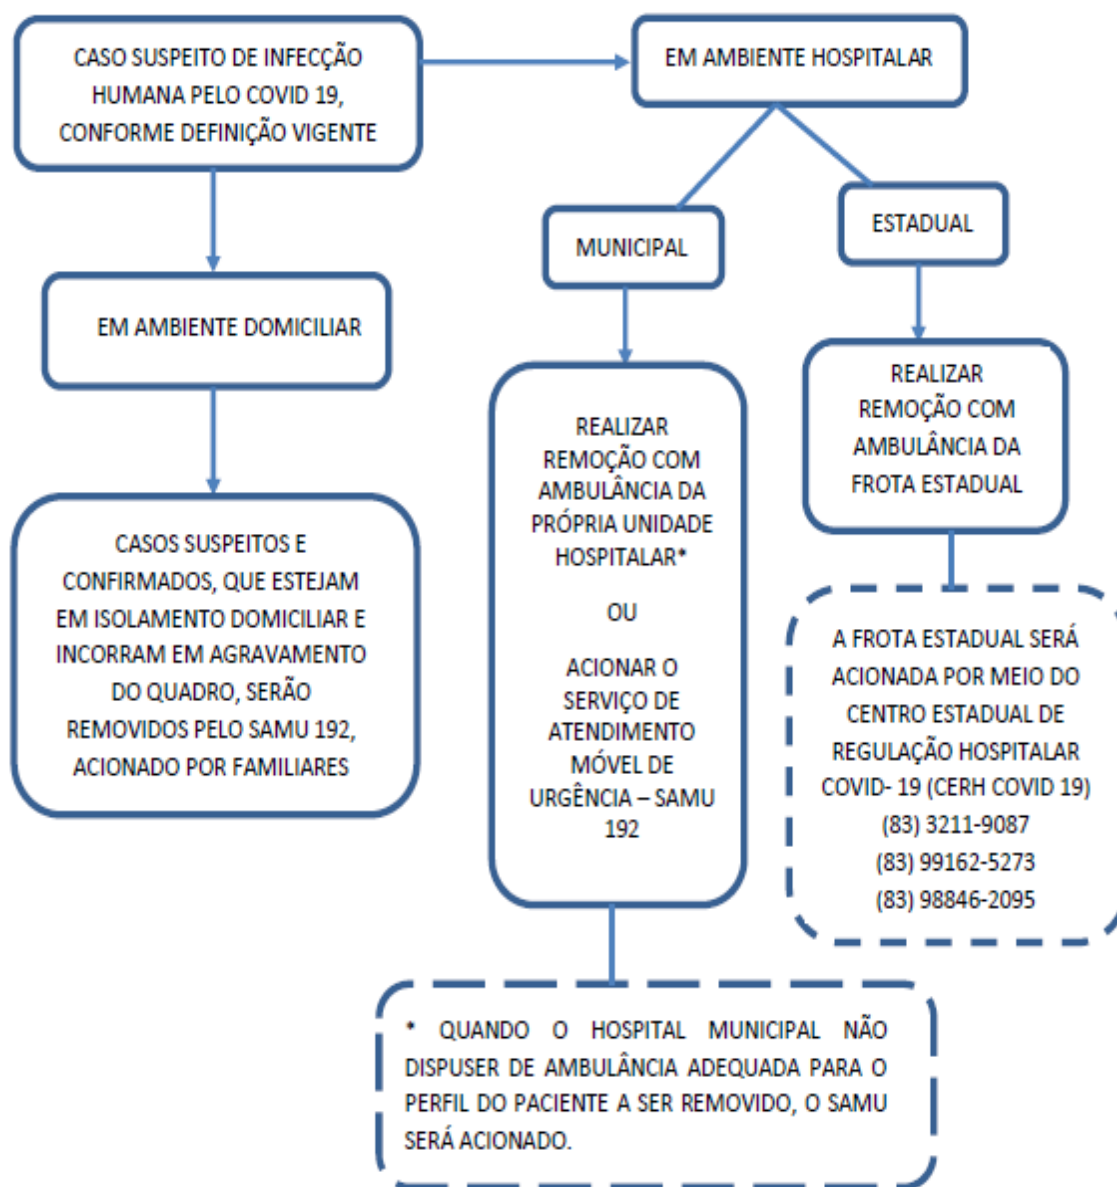 CASO SUSPEITO DE INFECÇÃO
HUMANA PELO COVID 19,
CONFORME DEFINIÇÃO VIGENTE
EM AMBIENTE HOSPITALAR
MUNICIPAL
ESTADUAL
EM AMBIENTE DOMICILIAR
CASOS SUSPEITOS E
CONFIRMADOS, QUE ESTEJAM
EM ISOLAMENTO DOMICILIAR E
INCORRAM EM AGRAVAMENTO
DO QUADRO, SERÃO
REMOVIDOS PELO SAMU 192,
ACIONADO POR FAMILIARES
REALIZAR
REMOÇÃO COM
AMBULÂNCIA DA
PRÓPRIA UNIDADE
HOSPITALAR*
OU
ACIONAR O
SERVIÇO DE
ATENDIMENTO
MÓVEL DE
URGÊNCIA – SAMU
192
REALIZAR
REMOÇÃO COM
AMBULÂNCIA DA
FROTA ESTADUAL
A FROTA ESTADUAL SERÁ
ACIONADA POR MEIO DO
CENTRO ESTADUAL DE
REGULAÇÃO HOSPITALAR
COVID- 19 (CERH COVID 19)
(83) 3211-9087
(83) 99162-5273
(83) 98846-2095
* QUANDO O HOSPITAL MUNICIPAL NÃO
DISPUSER DE AMBULÂNCIA ADEQUADA PARA O
PERFIL DO PACIENTE A SER REMOVIDO, O SAMU
SERÁ ACIONADO.